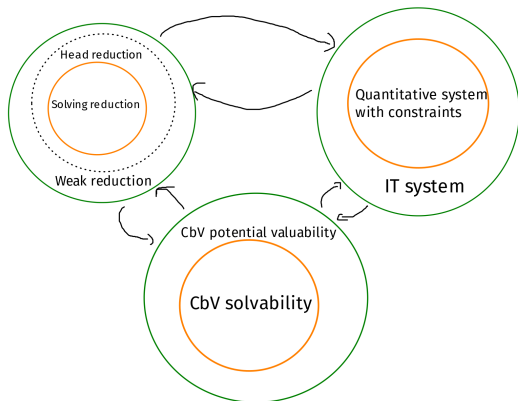 Head reduction
Solving reduction
Weak reduction
Quantitative system
with constraints
IT system
CbV potential valuability
CbV solvability